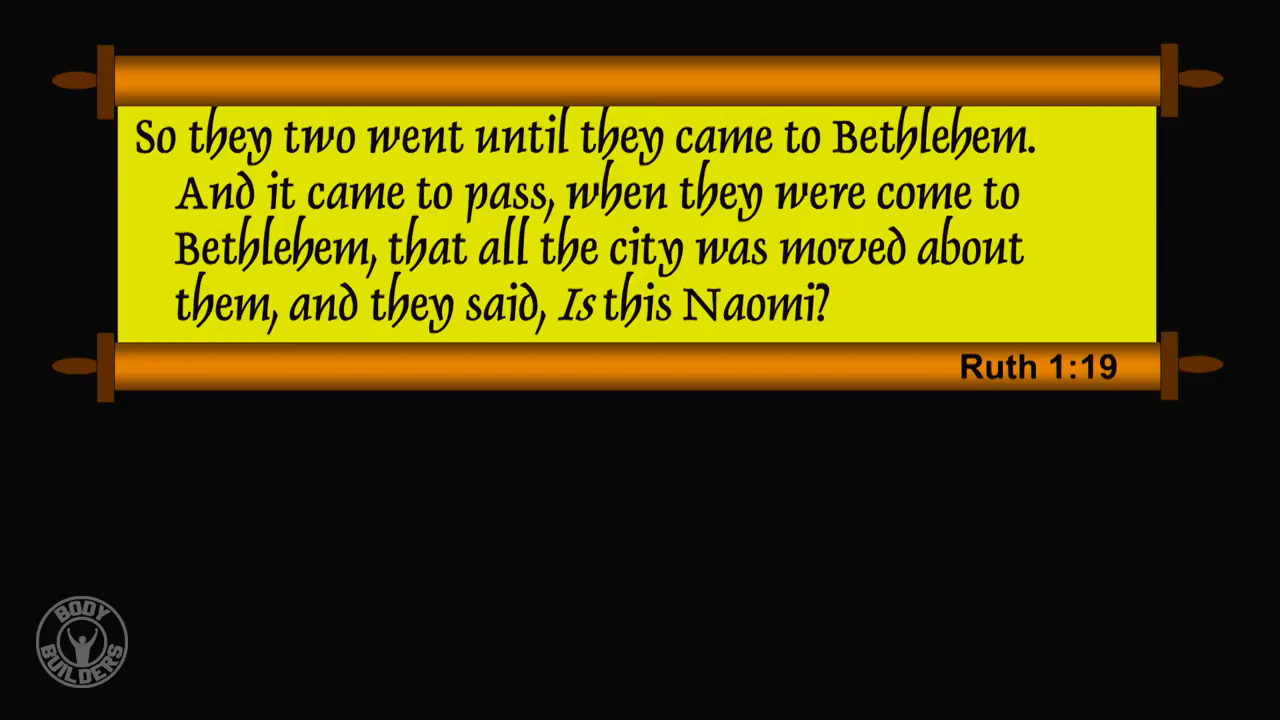 So they two went until they came to Bethlehem.
And it came to pass, when they were come to
Bethlehem, that all the city was moved about
them, and they said, Is this Naomi?
Ruth 1:19
BODY
BUILDERS